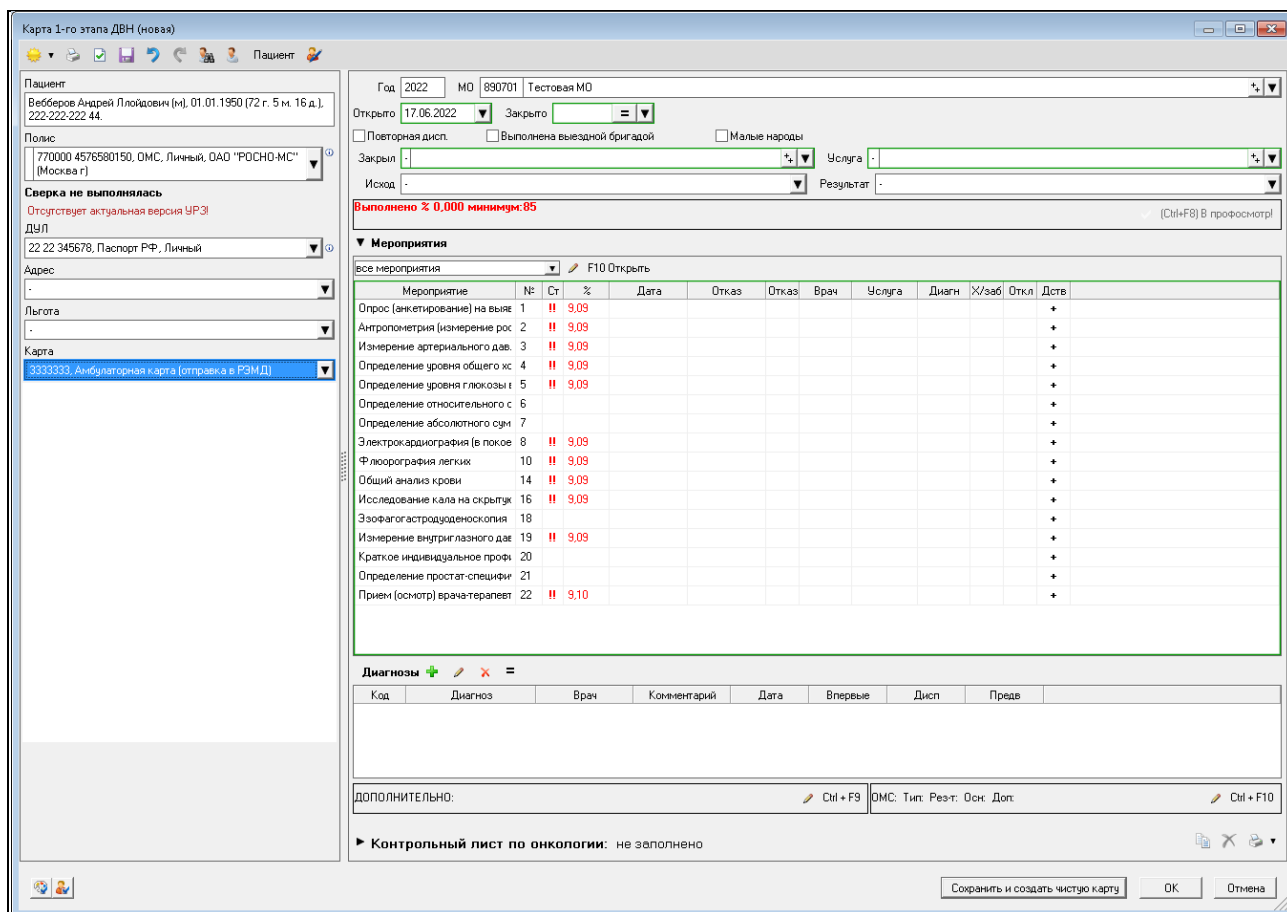 Карта 1-го этапа ДВН (новая)
Пациент
Пациент
Вебберов Андрей Ллойдович (м), 01.01.1950 (72 г. 5 м. 16 д.),
222-222-222 44.
Полис
770000 4576580150, ОМС, Личный, ОАО "РОСНО-МС"
(Москва г)
Сверка не выполнялась
Отсутствует актуальная версия УРЗ!
ДУЛ
22 22 345678, Паспорт РФ, Личный
Адрес
-
Льгота
-
Карта
3333333, Амбулаторная карта (отправка в РЭМД)
Год 2022 МО 890701 Тестовая МО
Открыто 17.06.2022 Закрыто =
Повторная дисп. Выполнена выездной бригадой Малые народы
Закрыл - Услуга -
Исход - Результат -
Выполнено % 0,000 минимум:85
(Ctrl+F8) В профосмотр!
Мероприятия
все мероприятия F10 Открыть
Мероприятие № Ст % Дата Отказ Отказ Врач Услуга Диагн Х/заб Откл Дств
Опрос (анкетирование) на выяв 1 !! 9,09 +
Антропометрия (измерение рос 2 !! 9,09 +
Измерение артериального дав. 3 !! 9,09 +
Определение уровня общего хо 4 !! 9,09 +
Определение уровня глюкозы в 5 !! 9,09 +
Определение относительного с 6 +
Определение абсолютного сум 7 +
Электрокардиография (в покое 8 !! 9,09 +
Флюорография легких 10 !! 9,09 +
Общий анализ крови 14 !! 9,09 +
Исследование кала на скрытук 16 !! 9,09 +
Эзофагогастродуоденоскопия 18 +
Измерение внутриглазного дав 19 !! 9,09 +
Краткое индивидуальное профи 20 +
Определение простат-специфич 21 +
Прием (осмотр) врача-терапевт 22 !! 9,10 +
Диагнозы =
Код Диагноз Врач Комментарий Дата Впервые Дисп Предв
ДОПОЛНИТЕЛЬНО: Ctrl + F9 ОМС: Тип: Рез-т: Осн: Доп: Ctrl + F10
Контрольный лист по онкологии: не заполнено
Сохранить и создать чистую карту OK Отмена